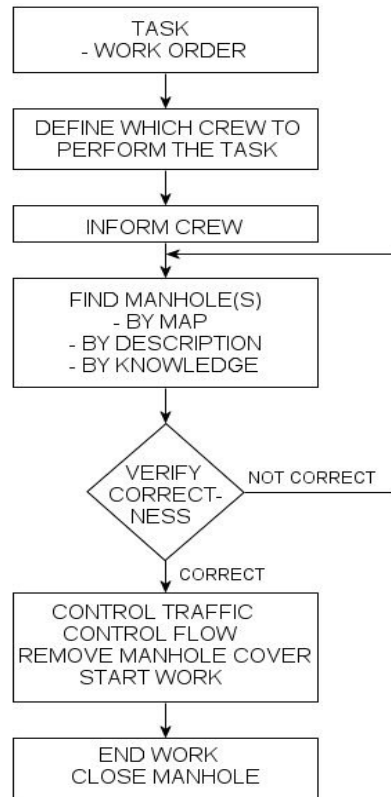 TASK
- WORK ORDER
DEFINE WHICH CREW TO
PERFORM THE TASK
INFORM CREW
FIND MANHOLE(S)
- BY MAP
- BY DESCRIPTION
- BY KNOWLEDGE
VERIFY
CORRECT-
NESS
NOT CORRECT
CORRECT
CONTROL TRAFFIC
CONTROL FLOW
REMOVE MANHOLE COVER
START WORK
END WORK
CLOSE MANHOLE